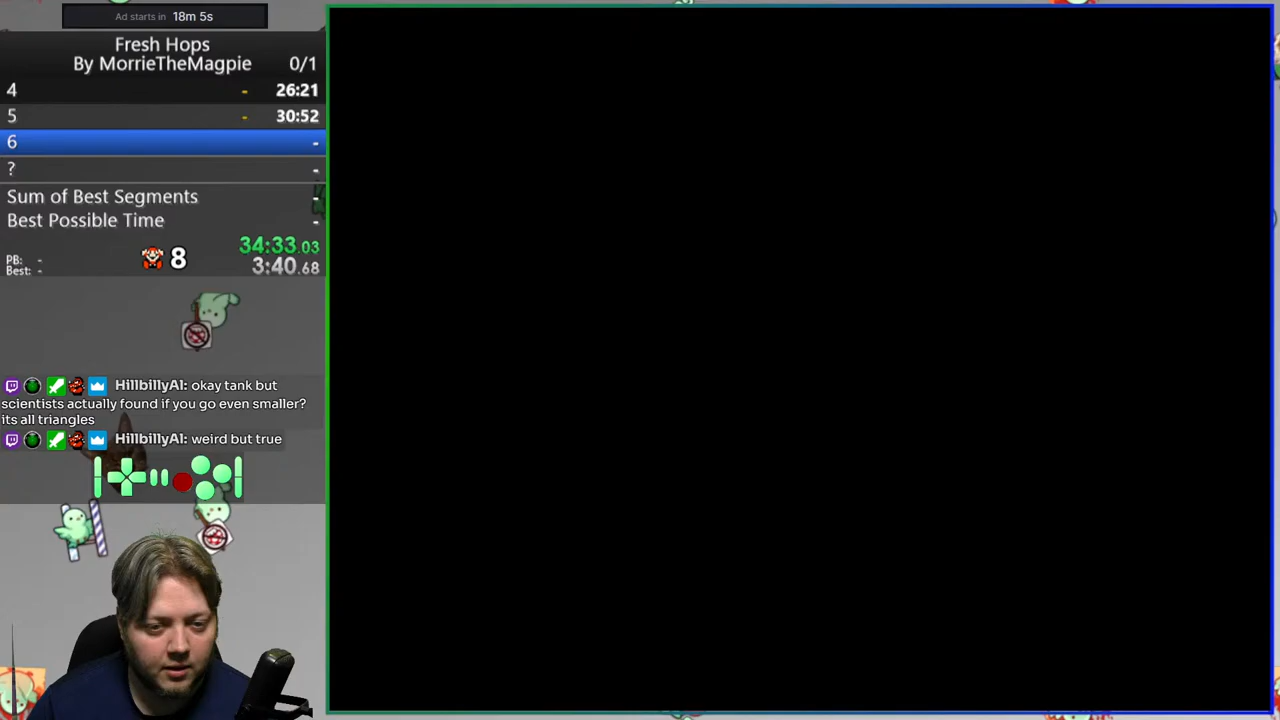 Ad starts in 18m 5s
Fresh Hops
By MorrieTheMagpie 0/1
4 - 26:21
5 - 30:52
6 -
? -
Sum of Best Segments -
Best Possible Time -
PB: -
Best: -
8
34:33.03
3:40.68
HillbillyAl: okay tank but
scientists actually found if you go even smaller?
its all triangles
HillbillyAl: weird but true